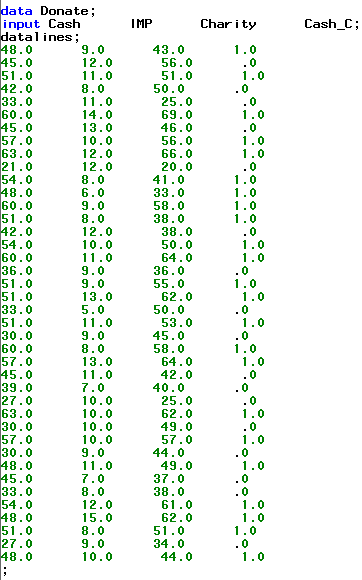 data Donate;
input Cash IMP Charity Cash_C;
datalines;
48.0 9.0 43.0 1.0
45.0 12.0 56.0 .0
51.0 11.0 51.0 1.0
42.0 8.0 50.0 .0
33.0 11.0 25.0 .0
60.0 14.0 69.0 1.0
45.0 13.0 46.0 .0
57.0 10.0 56.0 1.0
63.0 12.0 66.0 1.0
21.0 12.0 20.0 .0
54.0 8.0 41.0 1.0
48.0 6.0 33.0 1.0
60.0 9.0 58.0 1.0
51.0 8.0 38.0 1.0
42.0 12.0 38.0 .0
54.0 10.0 50.0 1.0
60.0 11.0 64.0 1.0
36.0 9.0 36.0 .0
51.0 9.0 55.0 1.0
51.0 13.0 62.0 1.0
33.0 5.0 50.0 .0
51.0 11.0 53.0 1.0
30.0 9.0 45.0 .0
60.0 8.0 58.0 1.0
57.0 13.0 64.0 1.0
45.0 11.0 42.0 .0
39.0 7.0 40.0 .0
27.0 10.0 25.0 .0
63.0 10.0 62.0 1.0
30.0 10.0 49.0 .0
57.0 10.0 57.0 1.0
30.0 9.0 44.0 .0
48.0 11.0 49.0 1.0
45.0 7.0 37.0 .0
33.0 8.0 38.0 .0
54.0 12.0 61.0 1.0
48.0 15.0 62.0 1.0
51.0 8.0 51.0 1.0
27.0 9.0 34.0 .0
48.0 10.0 44.0 1.0
;